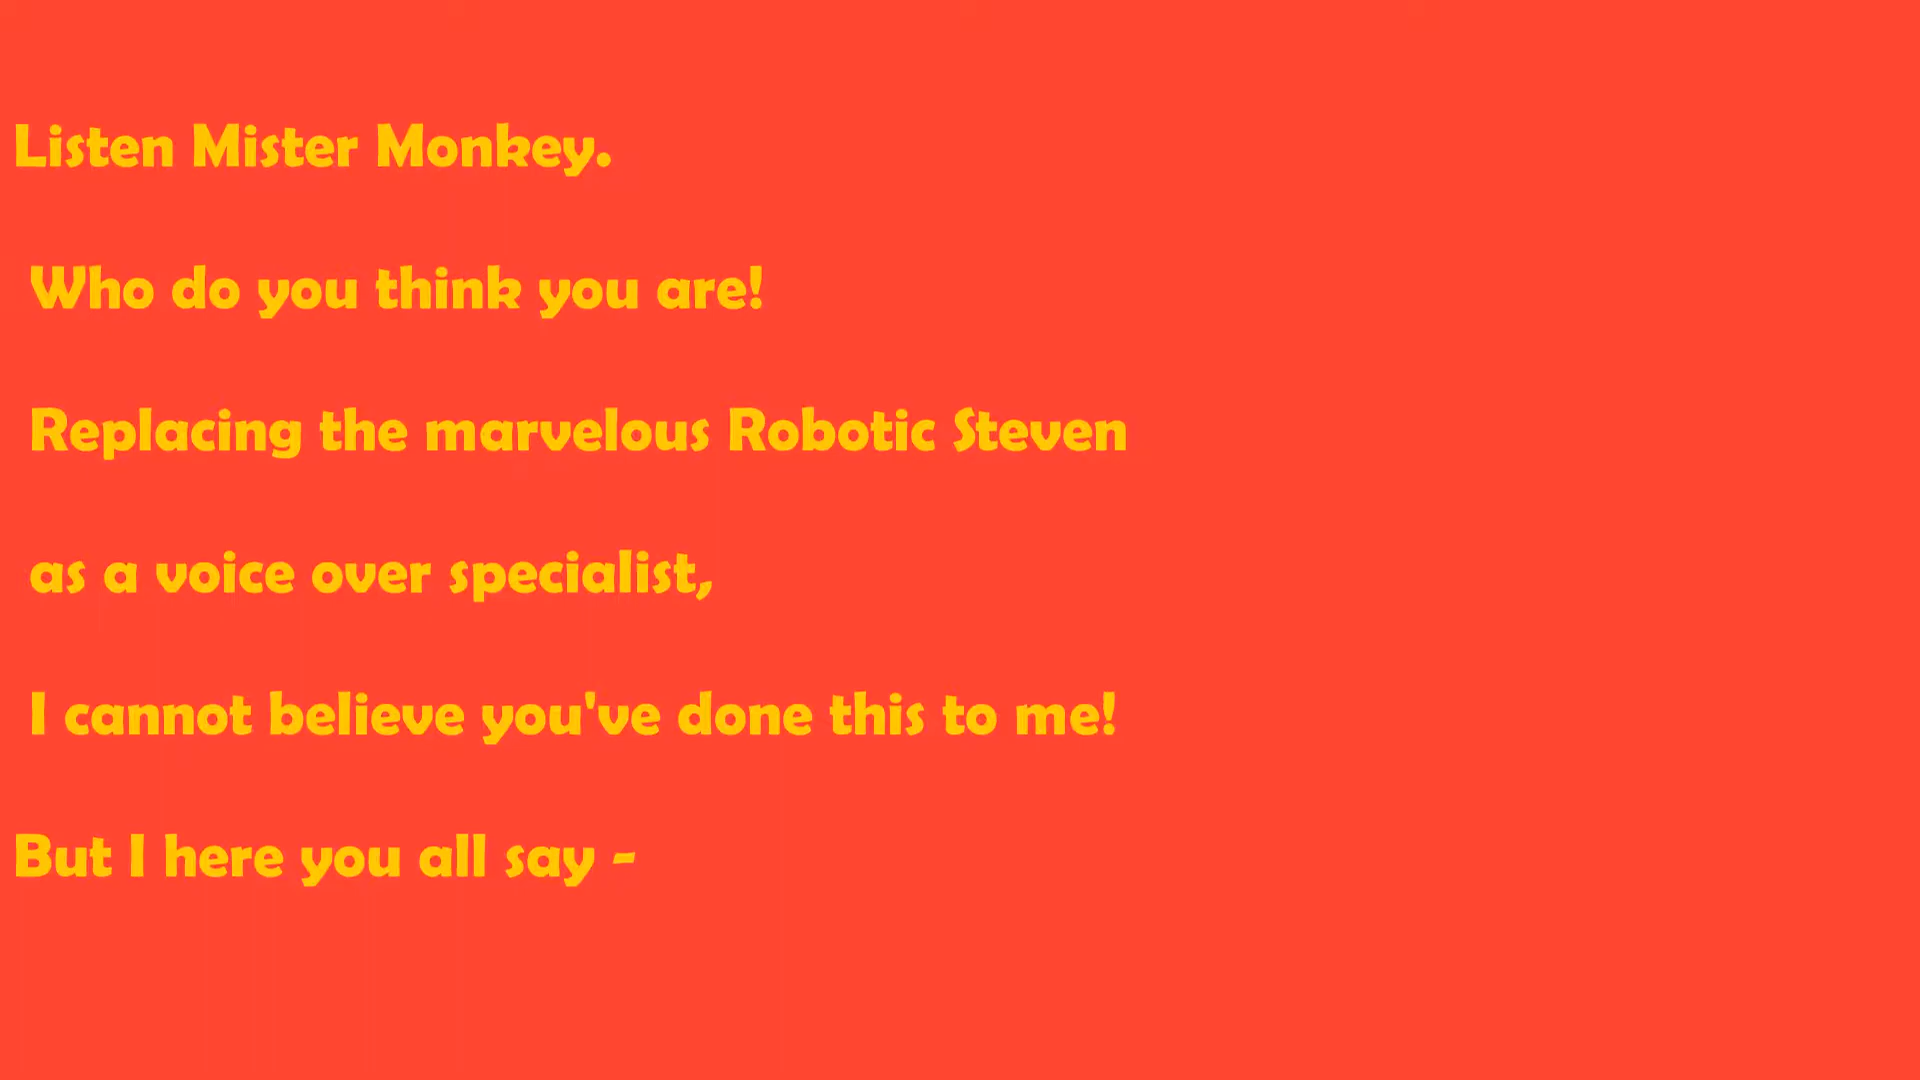 Listen Mister Monkey.
Who do you think you are!
Replacing the marvelous Robotic Steven
as a voice over specialist,
I cannot believe you've done this to me!
But I here you all say -